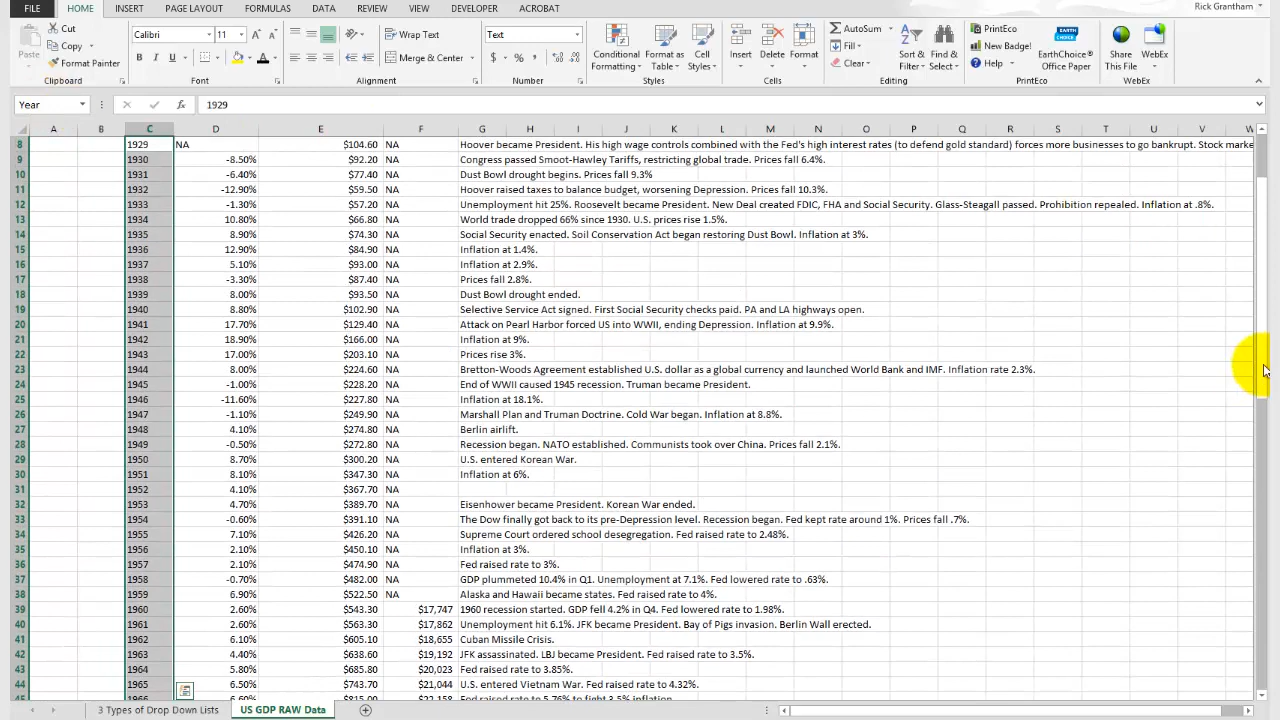 Rick Grantham
FILE HOME INSERT PAGE LAYOUT FORMULAS DATA REVIEW VIEW DEVELOPER ACROBAT
Paste Cut Copy Format Painter Clipboard
Calibri 11 B I U Font
Wrap Text Merge & Center Alignment
Text $ % Number
Conditional Formatting Format as Table Cell Styles Styles
Insert Delete Format Cells
AutoSum Fill Clear Sort & Filter Find & Select Editing
PrintEco New Badge! Help EARTH CHOICE EarthChoice Office Paper PrintEco
Share This File WebEx WebEx
Year fx 1929
A B C D E F G H I J K L M N O P Q R S T U V W
8 1929 NA $104.60 NA Hoover became President. His high wage controls combined with the Fed's high interest rates (to defend gold standard) forces more businesses to go bankrupt. Stock marke
9 1930 -8.50% $92.20 NA Congress passed Smoot-Hawley Tariffs, restricting global trade. Prices fall 6.4%.
10 1931 -6.40% $77.40 NA Dust Bowl drought begins. Prices fall 9.3%
11 1932 -12.90% $59.50 NA Hoover raised taxes to balance budget, worsening Depression. Prices fall 10.3%.
12 1933 -1.30% $57.20 NA Unemployment hit 25%. Roosevelt became President. New Deal created FDIC, FHA and Social Security. Glass-Steagall passed. Prohibition repealed. Inflation at .8%.
13 1934 10.80% $66.80 NA World trade dropped 66% since 1930. U.S. prices rise 1.5%.
14 1935 8.90% $74.30 NA Social Security enacted. Soil Conservation Act began restoring Dust Bowl. Inflation at 3%.
15 1936 12.90% $84.90 NA Inflation at 1.4%.
16 1937 5.10% $93.00 NA Inflation at 2.9%.
17 1938 -3.30% $87.40 NA Prices fall 2.8%.
18 1939 8.00% $93.50 NA Dust Bowl drought ended.
19 1940 8.80% $102.90 NA Selective Service Act signed. First Social Security checks paid. PA and LA highways open.
20 1941 17.70% $129.40 NA Attack on Pearl Harbor forced US into WWII, ending Depression. Inflation at 9.9%.
21 1942 18.90% $166.00 NA Inflation at 9%.
22 1943 17.00% $203.10 NA Prices rise 3%.
23 1944 8.00% $224.60 NA Bretton-Woods Agreement established U.S. dollar as a global currency and launched World Bank and IMF. Inflation rate 2.3%.
24 1945 -1.00% $228.20 NA End of WWII caused 1945 recession. Truman became President.
25 1946 -11.60% $227.80 NA Inflation at 18.1%.
26 1947 -1.10% $249.90 NA Marshall Plan and Truman Doctrine. Cold War began. Inflation at 8.8%.
27 1948 4.10% $274.80 NA Berlin airlift.
28 1949 -0.50% $272.80 NA Recession began. NATO established. Communists took over China. Prices fall 2.1%.
29 1950 8.70% $300.20 NA U.S. entered Korean War.
30 1951 8.10% $347.30 NA Inflation at 6%.
31 1952 4.10% $367.70 NA
32 1953 4.70% $389.70 NA Eisenhower became President. Korean War ended.
33 1954 -0.60% $391.10 NA The Dow finally got back to its pre-Depression level. Recession began. Fed kept rate around 1%. Prices fall .7%.
34 1955 7.10% $426.20 NA Supreme Court ordered school desegregation. Fed raised rate to 2.48%.
35 1956 2.10% $450.10 NA Inflation at 3%.
36 1957 2.10% $474.90 NA Fed raised rate to 3%.
37 1958 -0.70% $482.00 NA GDP plummeted 10.4% in Q1. Unemployment at 7.1%. Fed lowered rate to .63%.
38 1959 6.90% $522.50 NA Alaska and Hawaii became states. Fed raised rate to 4%.
39 1960 2.60% $543.30 $17,747 1960 recession started. GDP fell 4.2% in Q4. Fed lowered rate to 1.98%.
40 1961 2.60% $563.30 $17,862 Unemployment hit 6.1%. JFK became President. Bay of Pigs invasion. Berlin Wall erected.
41 1962 6.10% $605.10 $18,655 Cuban Missile Crisis.
42 1963 4.40% $638.60 $19,192 JFK assassinated. LBJ became President. Fed raised rate to 3.5%.
43 1964 5.80% $685.80 $20,023 Fed raised rate to 3.85%.
44 1965 6.50% $743.70 $21,044 U.S. entered Vietnam War. Fed raised rate to 4.32%.
45 1966 6.60% $815.00 $22,158 Fed raised rate to 5.76% to fight 3.5% inflation.
3 Types of Drop Down Lists US GDP RAW Data